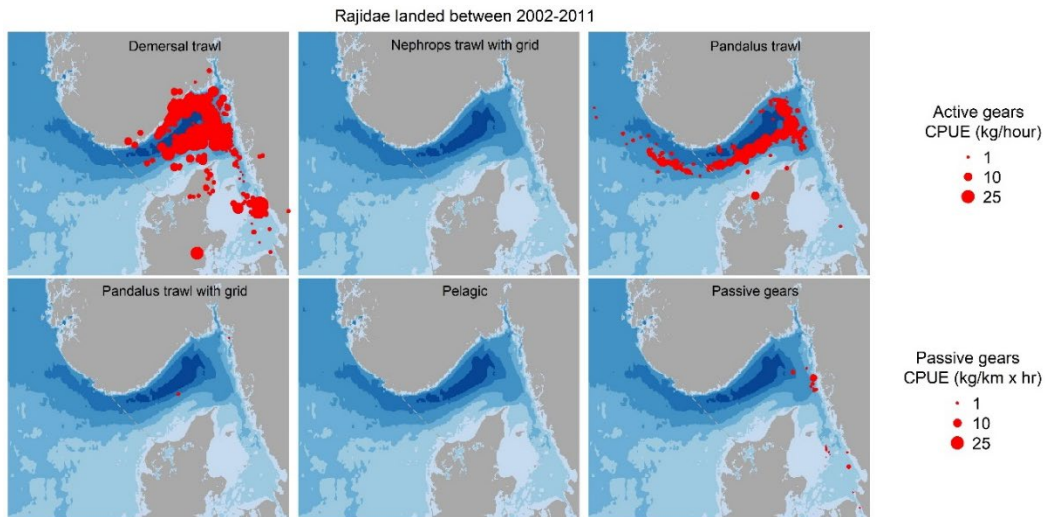 Rajidae landed between 2002-2011
Demersal trawl
Nephrops trawl with grid
Pandalus trawl
Active gears
CPUE (kg/hour)
1
10
25
Pandalus trawl with grid
Pelagic
Passive gears
Passive gears
CPUE (kg/km x hr)
1
10
25